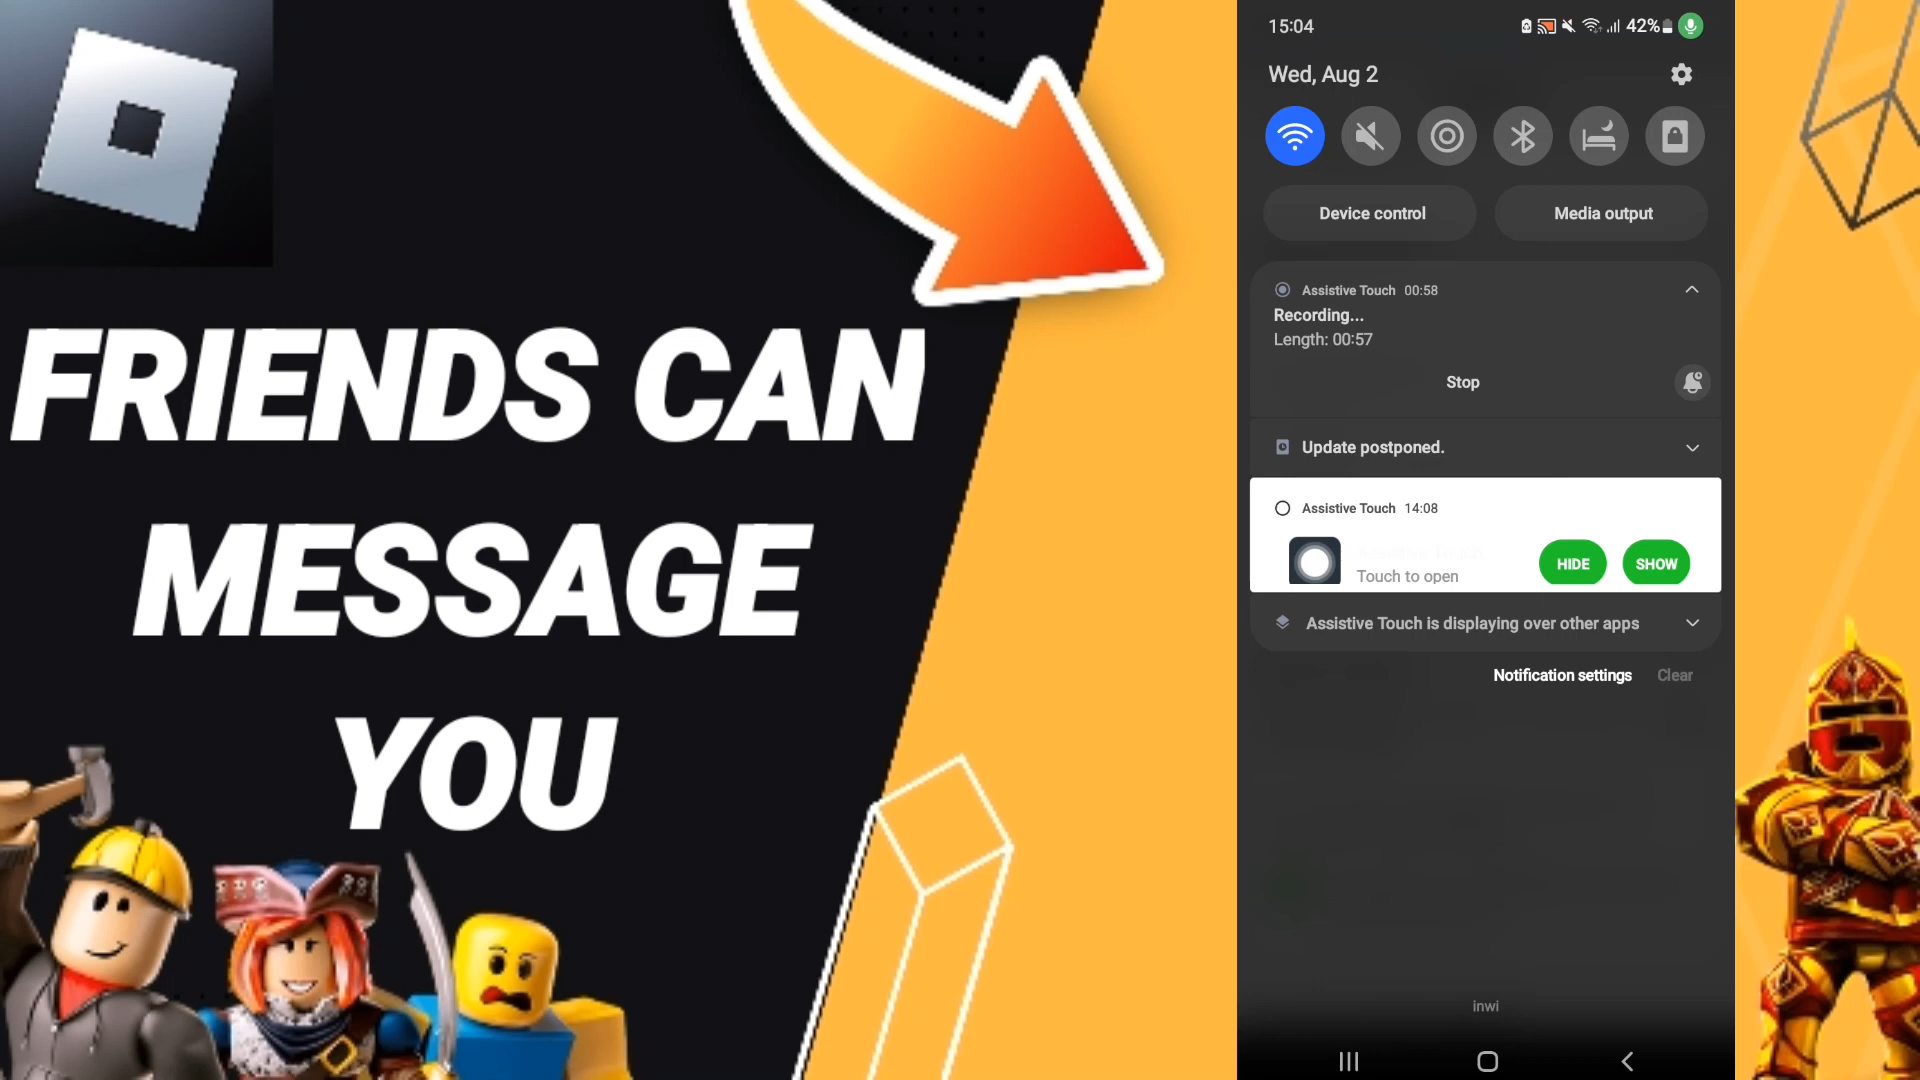 FRIENDS CAN
MESSAGE
YOU
15:04
42%
Wed, Aug 2
Device control
Media output
Assistive Touch 00:58
Recording...
Length: 00:57
Stop
Update postponed.
Assistive Touch 14:08
Touch to open
HIDE
SHOW
Assistive Touch is displaying over other apps
Notification settings
Clear
inwi